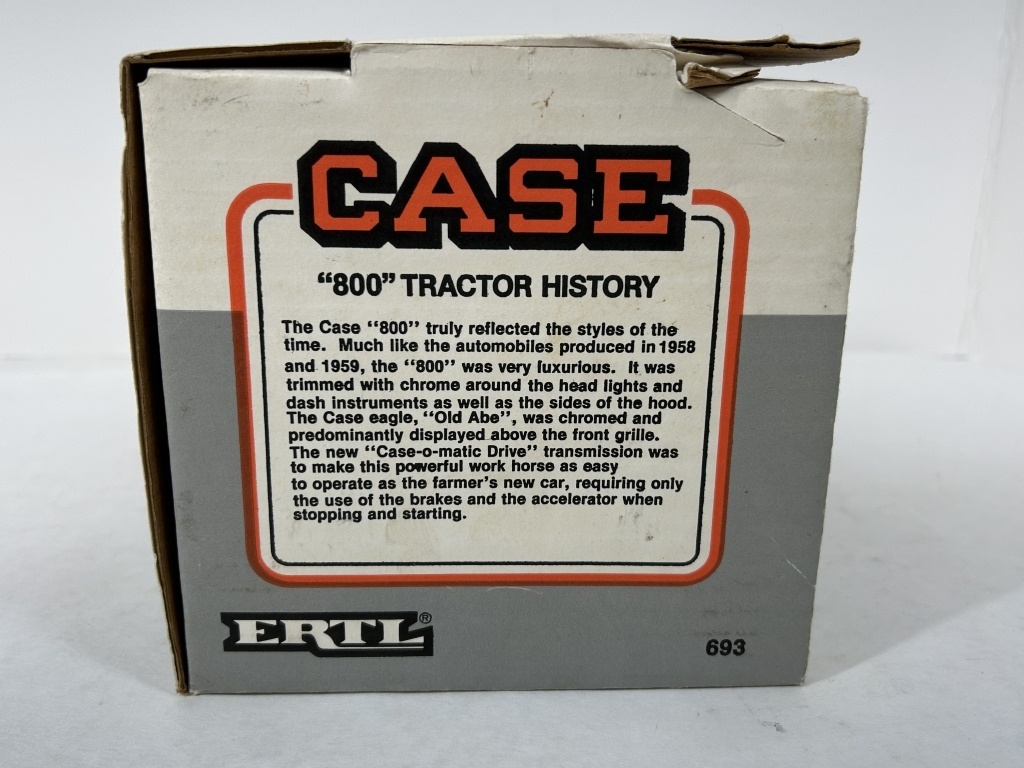 CASE
“800” TRACTOR HISTORY
The Case “800” truly reflected the styles of the
time. Much like the automobiles produced in 1958
and 1959, the “800” was very luxurious. It was
trimmed with chrome around the head lights and
dash instruments as well as the sides of the hood.
The Case eagle, “Old Abe”, was chromed and
predominantly displayed above the front grille.
The new “Case-o-matic Drive” transmission was
to make this powerful work horse as easy
to operate as the farmer’s new car, requiring only
the use of the brakes and the accelerator when
stopping and starting.
ERTL®
693